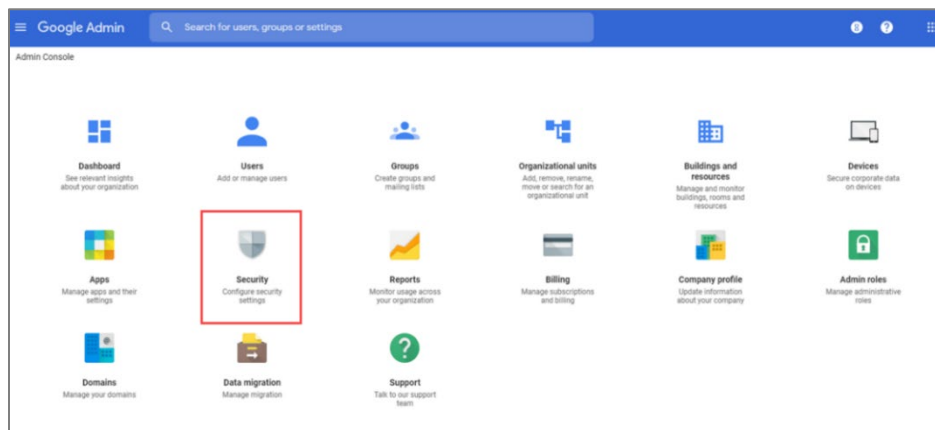 Google Admin
Search for users, groups or settings
Admin Console
Dashboard
See relevant insights
about your organization
Users
Add or manage users
Groups
Create groups and
mailing lists
Organizational units
Add, remove, rename,
move or search for an
organizational unit
Buildings and
resources
Manage and monitor
buildings, rooms and
resources
Devices
Secure corporate data
on devices
Apps
Manage apps and their
settings
Security
Configure security
settings
Reports
Monitor usage across
your organization
Billing
Manage subscriptions
and billing
Company profile
Update information
about your company
Admin roles
Manage administrative
roles
Domains
Manage your domains
Data migration
Manage migration
Support
Talk to our support
team